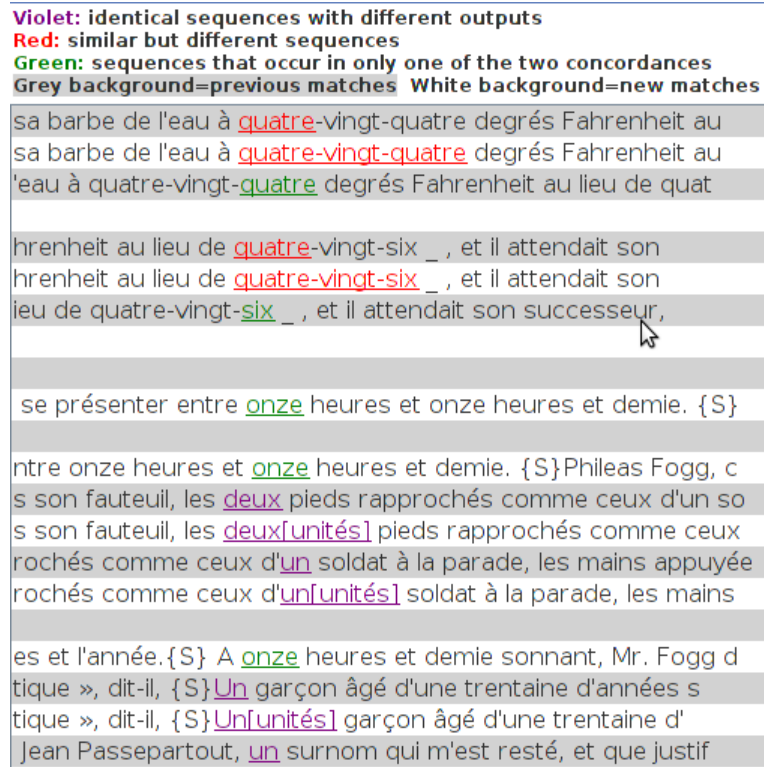 Violet: identical sequences with different outputs
Red: similar but different sequences
Green: sequences that occur in only one of the two concordances
Grey background=previous matches White background=new matches
sa barbe de l'eau à quatre-vingt-quatre degrés Fahrenheit au
sa barbe de l'eau à quatre-vingt-quatre degrés Fahrenheit au
'eau à quatre-vingt-quatre degrés Fahrenheit au lieu de quat
hrenheit au lieu de quatre-vingt-six _ , et il attendait son
hrenheit au lieu de quatre-vingt-six _ , et il attendait son
ieu de quatre-vingt-six _ , et il attendait son successeur,
se présenter entre onze heures et onze heures et demie. {S}
ntre onze heures et onze heures et demie. {S}Phileas Fogg, c
s son fauteuil, les deux pieds rapprochés comme ceux d'un so
s son fauteuil, les deux[unités] pieds rapprochés comme ceux
rochés comme ceux d'un soldat à la parade, les mains appuyée
rochés comme ceux d'un[unités] soldat à la parade, les mains
es et l'année.{S} A onze heures et demie sonnant, Mr. Fogg d
tique », dit-il, {S}Un garçon âgé d'une trentaine d'années s
tique », dit-il, {S}Un[unités] garçon âgé d'une trentaine d'
Jean Passepartout, un surnom qui m'est resté, et que justif